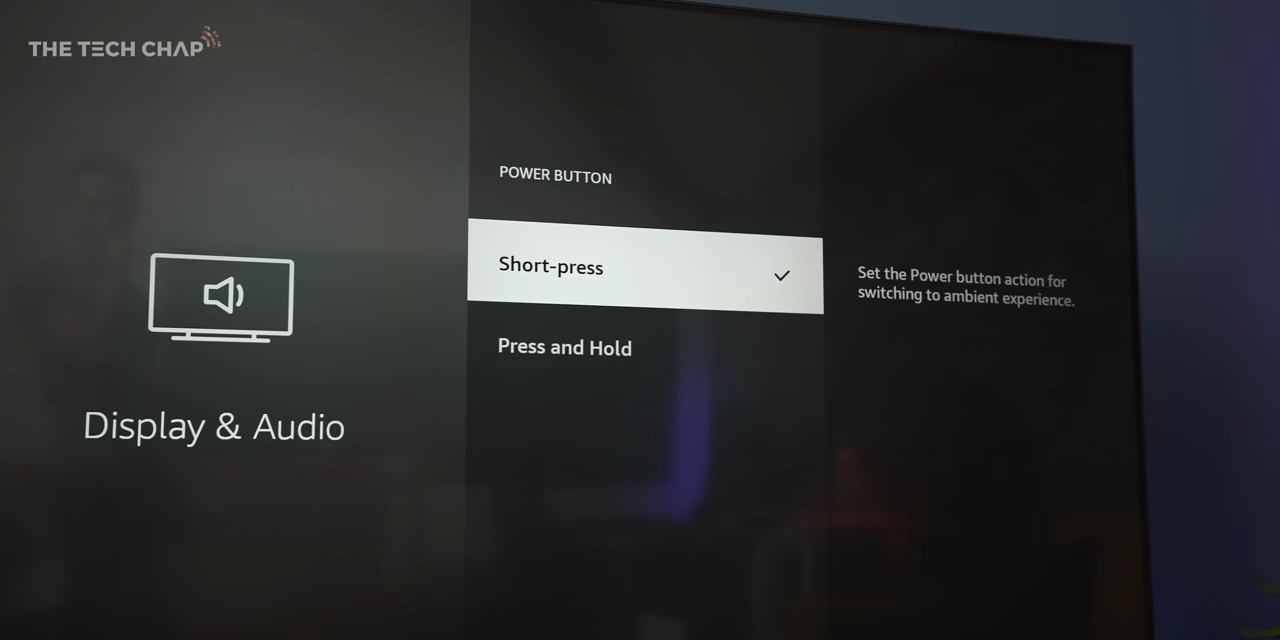 THE TECH CHAP
POWER BUTTON
Short-press
Set the Power button action for
switching to ambient experience.
Press and Hold
Display & Audio